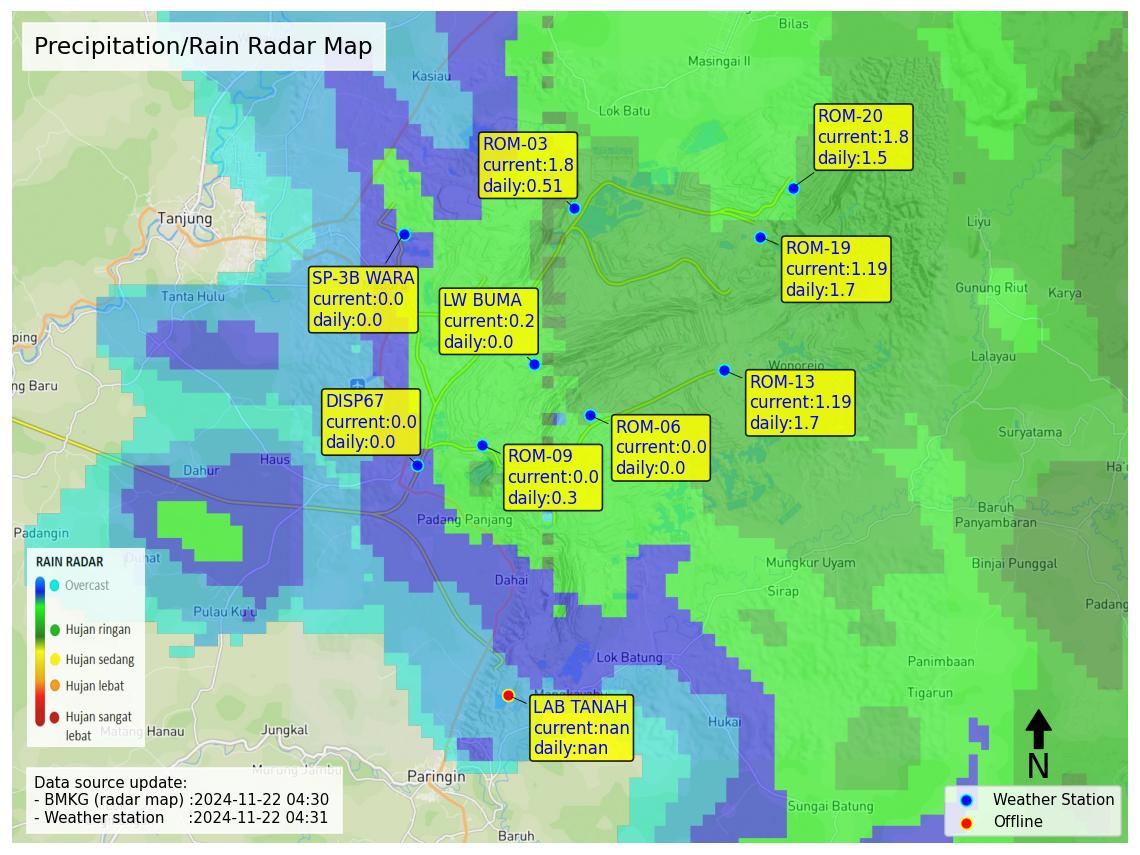 Precipitation/Rain Radar Map
Bilas
Masingai II
Kasiau
Lok Batu
ROM-20
current:1.8
daily:1.5
ROM-03
current:1.8
daily:0.51
Tanjung
Liyu
ROM-19
current:1.19
daily:1.7
SP-3B WARA
current:0.0
daily:0.0
Tanta Hulu
LW BUMA
current:0.2
daily:0.0
Gunung Riut
Karya
ping
Lalayau
Wonorejo
ng Baru
ROM-13
current:1.19
daily:1.7
DISP67
current:0.0
daily:0.0
ROM-06
current:0.0
daily:0.0
Suryatama
Haus
Dahur
ROM-09
current:0.0
daily:0.3
Baruh
Panyambaran
Padang Panjang
Padangin
Mungkur Uyam
Binjai Punggal
Dahai
Sirap
Padang
Pulau Ku'u
RAIN RADAR
Overcast
Hujan ringan
Hujan sedang
Hujan lebat
Hujan sangat
lebat
Lok Batung
Panimbaan
Tigarun
LAB TANAH
current:nan
daily:nan
Hukai
Manau
Jungkal
Paringin
N
Data source update:
- BMKG (radar map) :2024-11-22 04:30
- Weather station :2024-11-22 04:31
Sungai Batung
Baruh
Weather Station
Offline